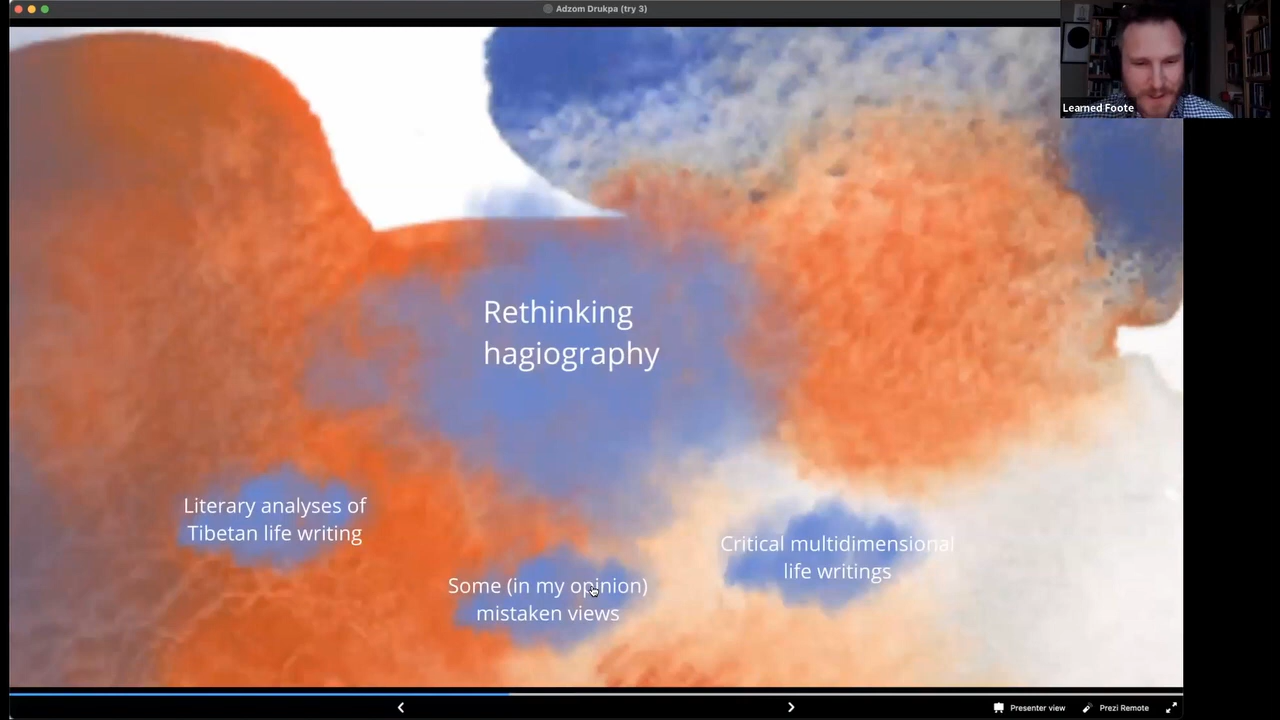 Adzom Drukpa (try 3)
Learned Foote
Rethinking
hagiography
Literary analyses of
Tibetan life writing
Some (in my opinion)
mistaken views
Critical multidimensional
life writings
Presenter view
Prezi Remote